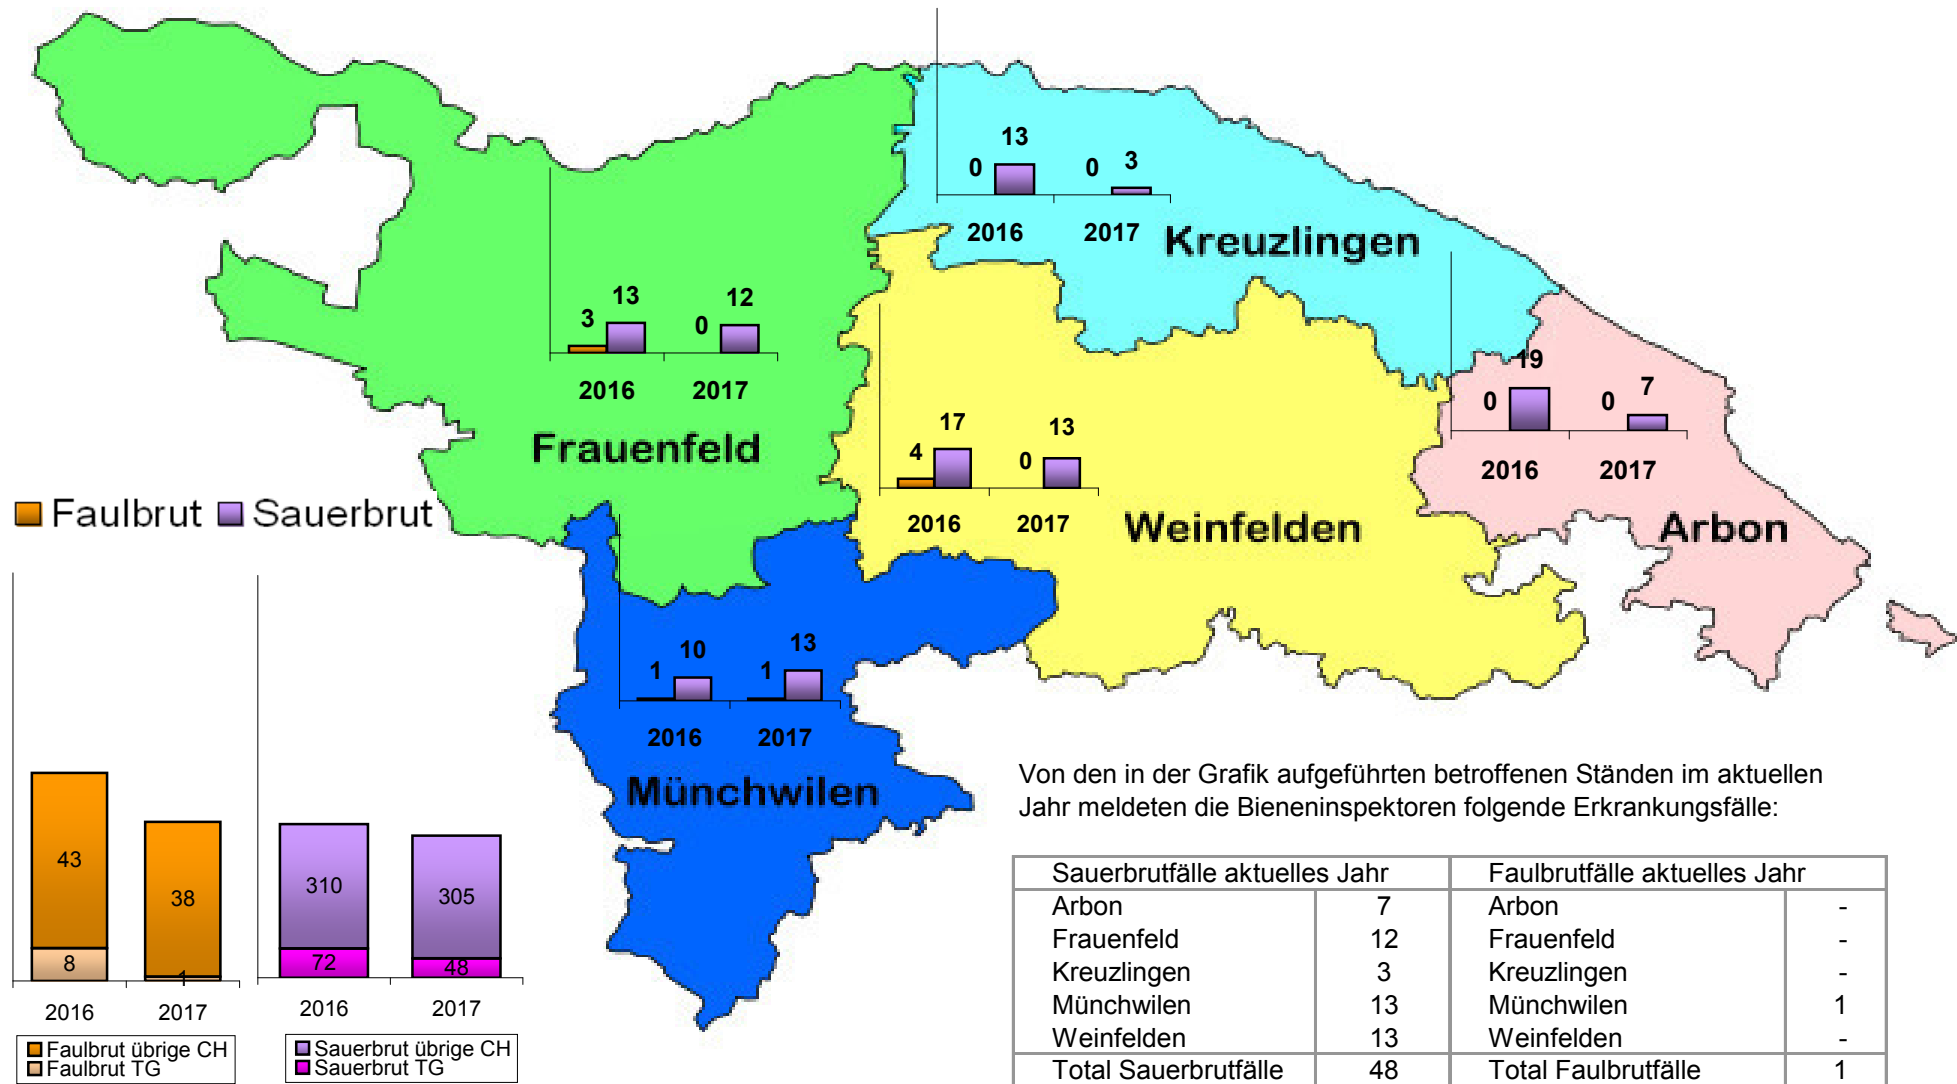 0 13 0 3
2016 2017
Kreuzlingen
3 13 0 12
2016 2017
Frauenfeld
0 19 0 7
2016 2017
Arbon
4 17 0 13
2016 2017
Weinfelden
Faulbrut Sauerbrut
1 10 1 13
2016 2017
Münchwilen
43 38
8 1
2016 2017
Faulbrut übrige CH
Faulbrut TG
310 305
72 48
2016 2017
Sauerbrut übrige CH
Sauerbrut TG
Von den in der Grafik aufgeführten betroffenen Ständen im aktuellen
Jahr meldeten die Bieneninspektoren folgende Erkrankungsfälle:
Sauerbrutfälle aktuelles Jahr Faulbrutfälle aktuelles Jahr
Arbon 7 Arbon -
Frauenfeld 12 Frauenfeld -
Kreuzlingen 3 Kreuzlingen -
Münchwilen 13 Münchwilen 1
Weinfelden 13 Weinfelden -
Total Sauerbrutfälle 48 Total Faulbrutfälle 1